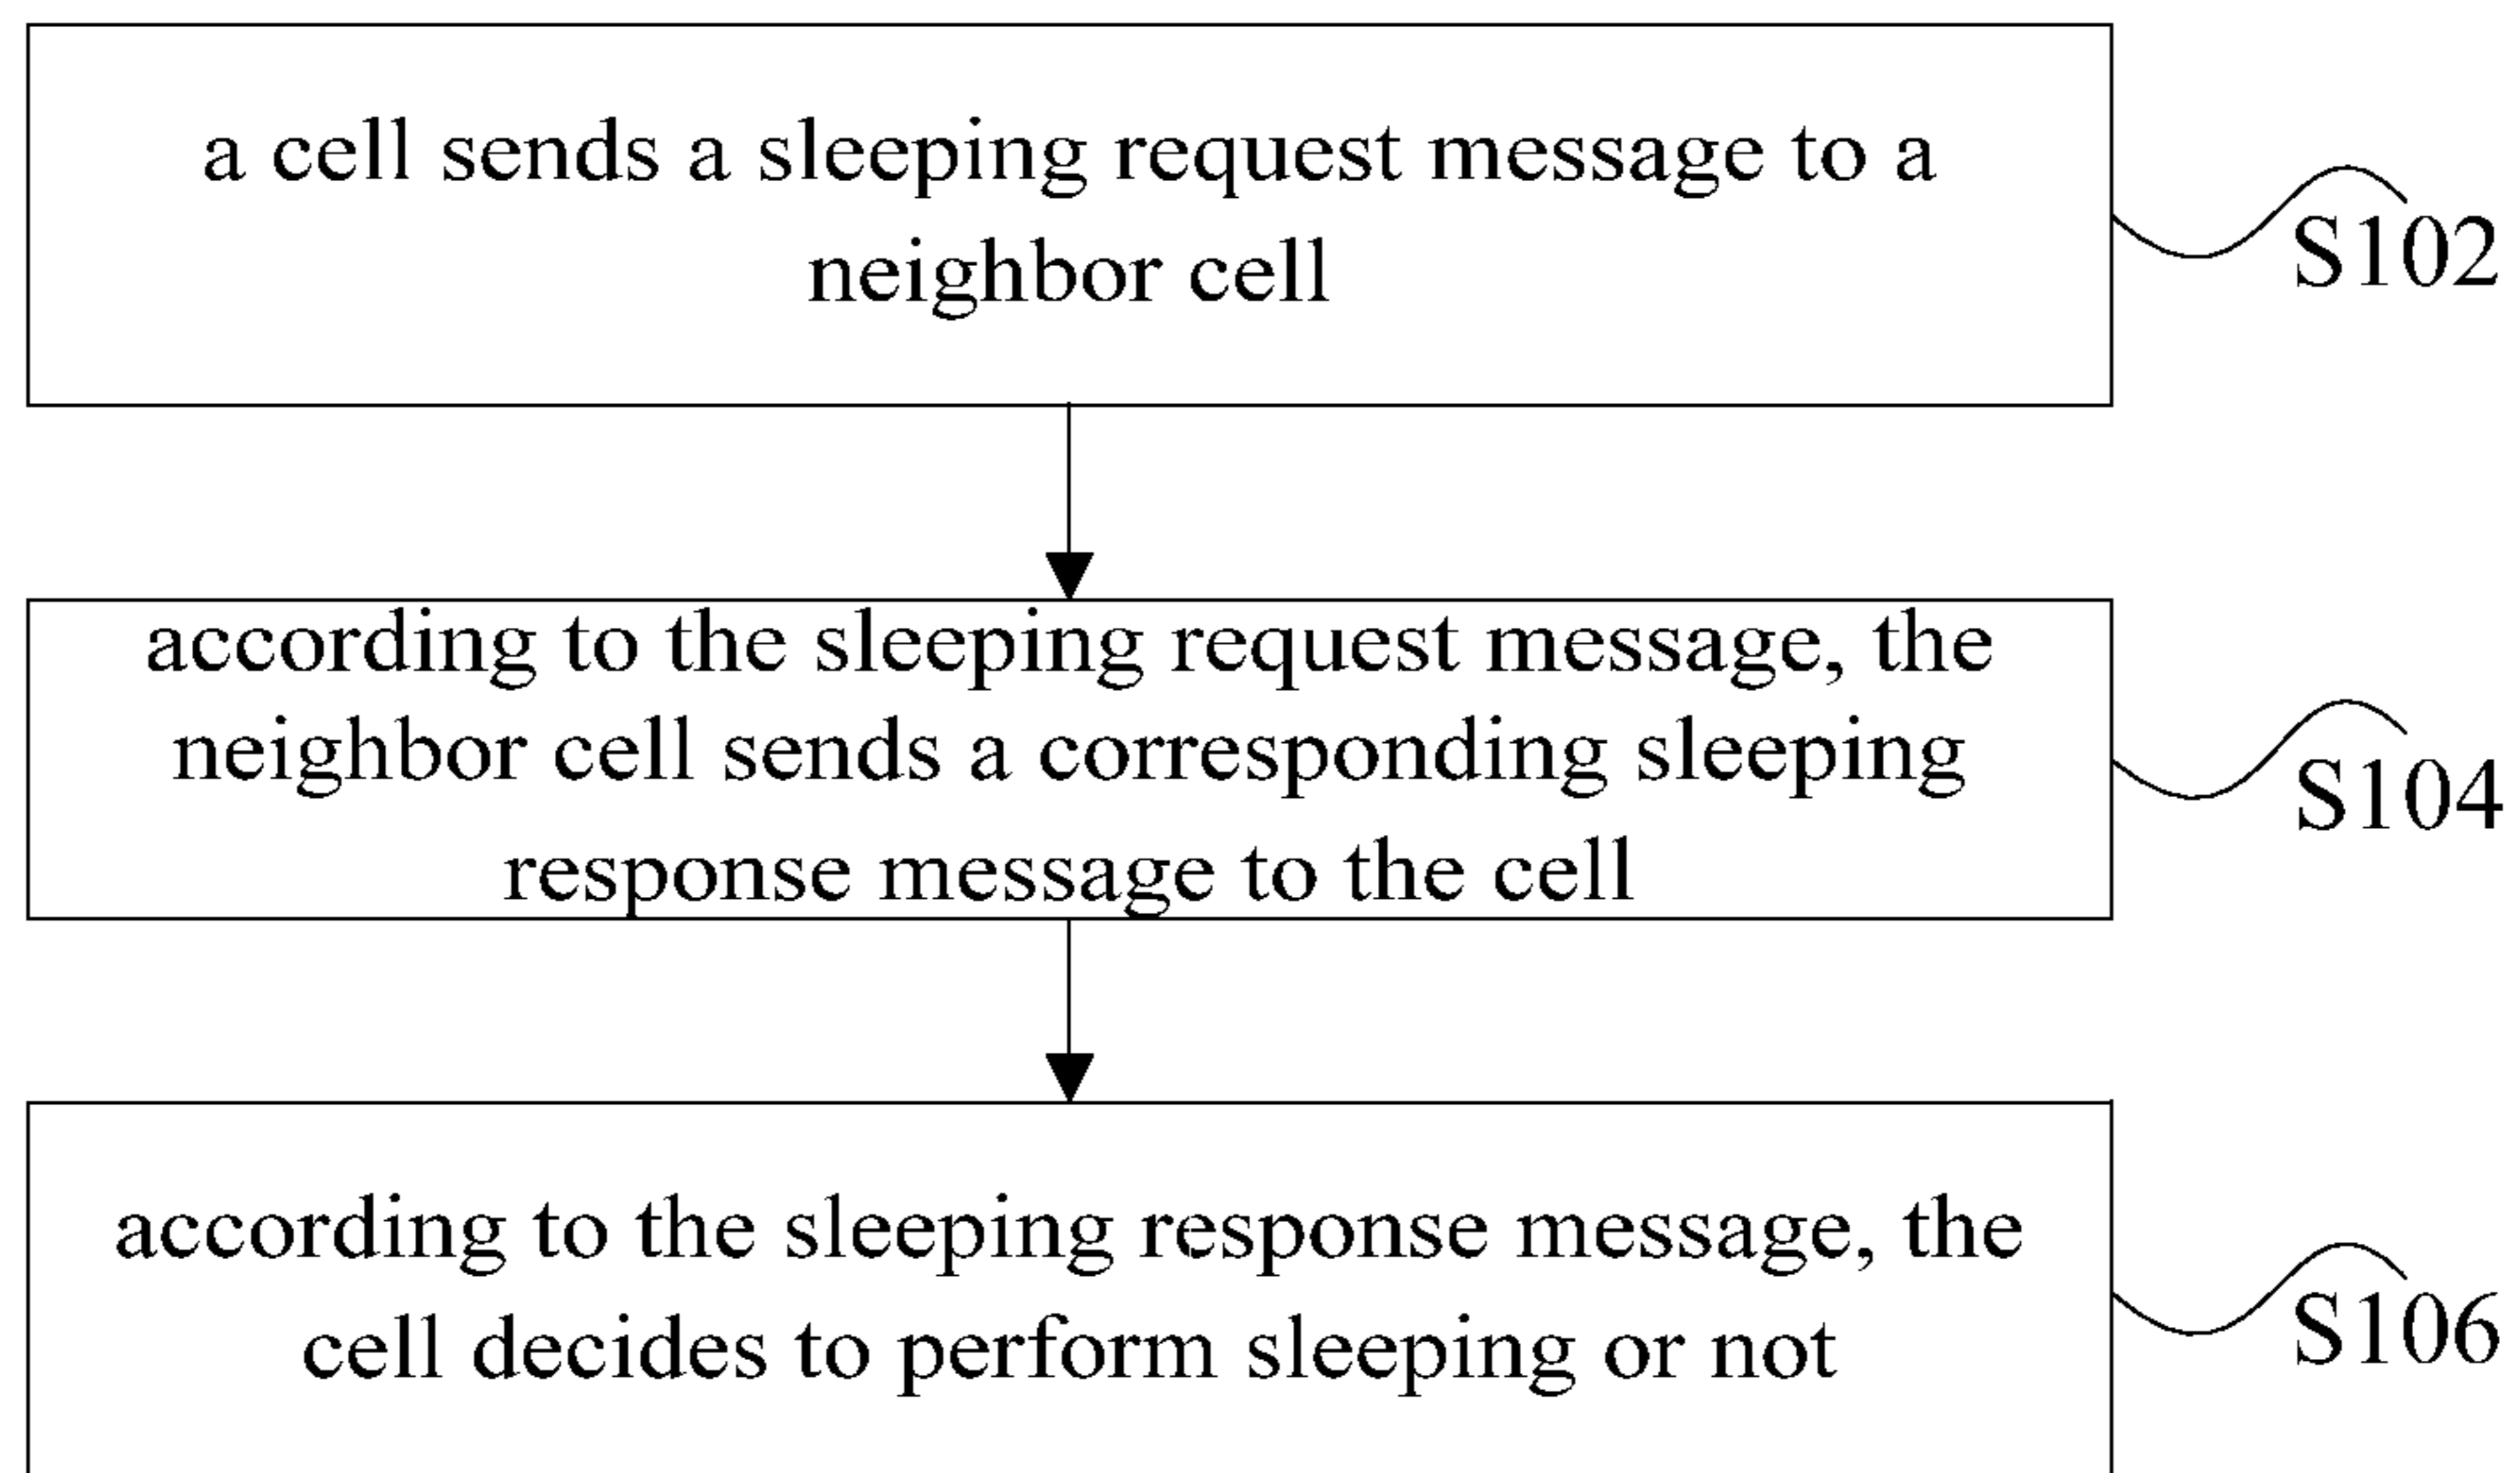 a cell sends a sleeping request message to a
neighbor cell
S102
according to the sleeping request message, the
neighbor cell sends a corresponding sleeping
response message to the cell
S104
according to the sleeping response message, the
cell decides to perform sleeping or not
S106